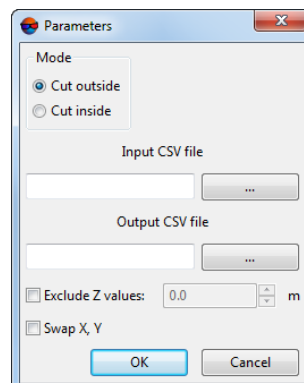 Parameters
Mode
Cut outside
Cut inside
Input CSV file
...
Output CSV file
...
Exclude Z values: 0.0 m
Swap X, Y
OK Cancel